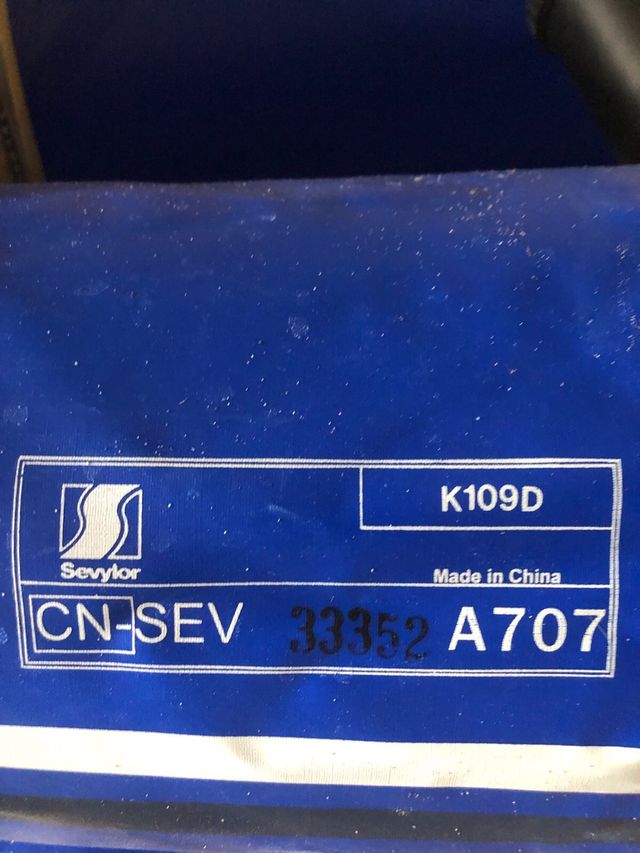 K109D
Sevylor
Made in China
CN-SEV 33352 A707